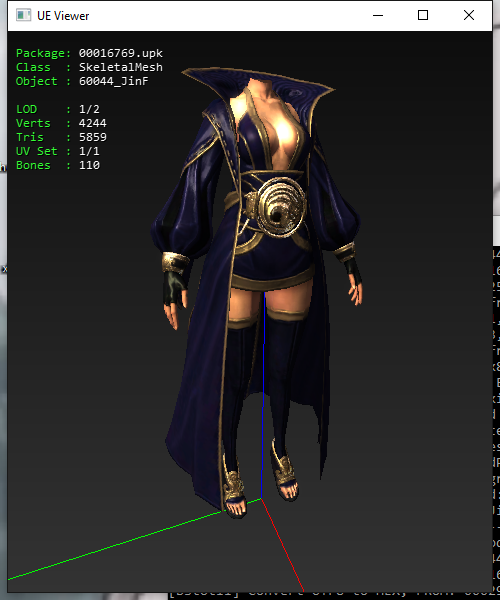 UE Viewer
Package: 00016769.upk
Class : SkeletalMesh
Object : 60044_JinF
LOD : 1/2
Verts : 4244
Tris : 5859
UV Set : 1/1
Bones : 110